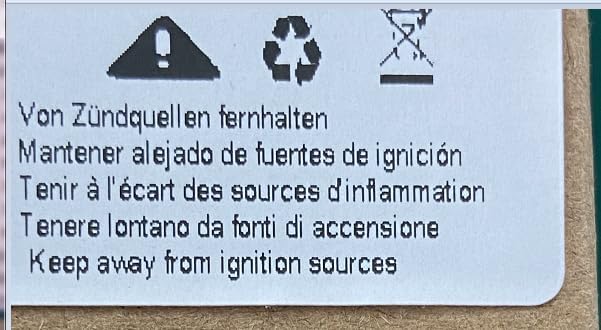 Von Zündquellen fernhalten
Mantener alejado de fuentes de ignición
Tenir à l'écart des sources d'inflammation
Tenere lontano da fonti di accensione
Keep away from ignition sources